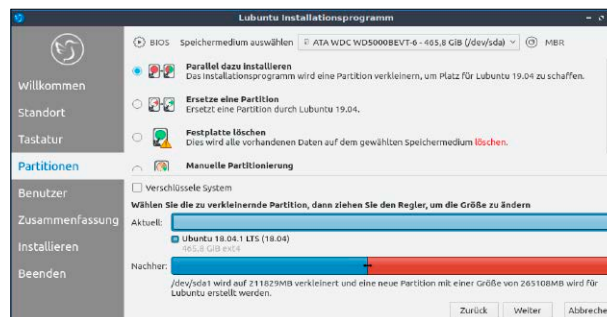 Lubuntu Installationsprogramm
BIOS Speichermedium auswählen ATA WDC WD5000BEVT-6 - 465,8 GiB (/dev/sda) MBR
Parallel dazu installieren
Das Installationsprogramm wird eine Partition verkleinern, um Platz für Lubuntu 19.04 zu schaffen.
Willkommen
Ersetze eine Partition
Ersetzt eine Partition durch Lubuntu 19.04.
Standort
Tastatur
Festplatte löschen
Dies wird alle vorhandenen Daten auf dem gewählten Speichermedium löschen.
Partitionen
Manuelle Partitionierung
Benutzer
Verschlüssele System
Wählen Sie die zu verkleinernde Partition, dann ziehen Sie den Regler, um die Größe zu ändern
Zusammenfassung
Aktuell:
Installieren
Ubuntu 18.04.1 LTS (18.04)
465,8 GiB ext4
Beenden
Nachher:
/dev/sda1 wird auf 211829MB verkleinert und eine neue Partition mit einer Größe von 265108MB wird für
Lubuntu erstellt werden.
Zurück Weiter Abbreche